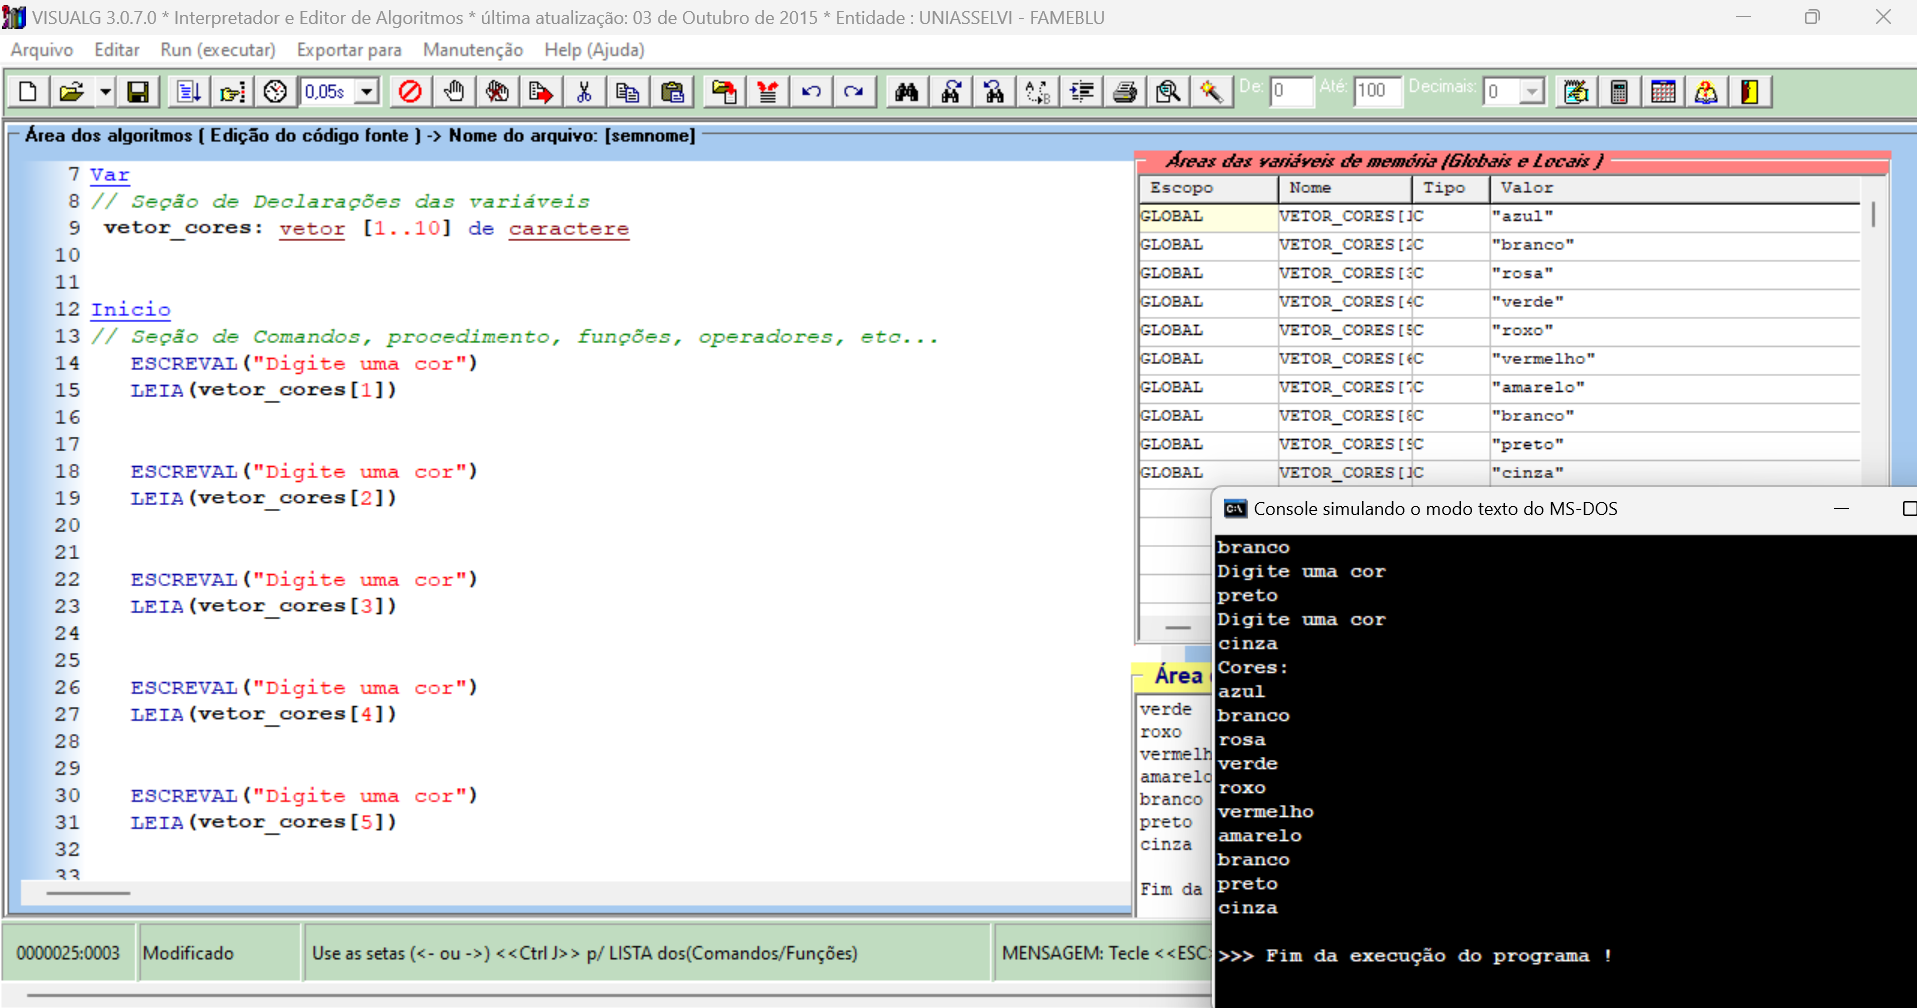 VISUALG 3.0.7.0 * Interpretador e Editor de Algoritmos * última atualização: 03 de Outubro de 2015 * Entidade : UNIASSELVI - FAMEBLU
Arquivo Editar Run (executar) Exportar para Manutenção Help (Ajuda)
0,05s De: 0 Até: 100 Decimais: 0
Área dos algoritmos ( Edição do código fonte ) -> Nome do arquivo: [semnome]
7 Var
8 // Seção de Declarações das variáveis
9 vetor_cores: vetor [1..10] de caractere
10
11
12 Inicio
13 // Seção de Comandos, procedimento, funções, operadores, etc...
14 ESCREVAL("Digite uma cor")
15 LEIA(vetor_cores[1])
16
17
18 ESCREVAL("Digite uma cor")
19 LEIA(vetor_cores[2])
20
21
22 ESCREVAL("Digite uma cor")
23 LEIA(vetor_cores[3])
24
25
26 ESCREVAL("Digite uma cor")
27 LEIA(vetor_cores[4])
28
29
30 ESCREVAL("Digite uma cor")
31 LEIA(vetor_cores[5])
32
33
Áreas das variáveis de memória (Globais e Locais )
Escopo Nome Tipo Valor
GLOBAL VETOR_CORES[1 C "azul"
GLOBAL VETOR_CORES[2 C "branco"
GLOBAL VETOR_CORES[3 C "rosa"
GLOBAL VETOR_CORES[4 C "verde"
GLOBAL VETOR_CORES[5 C "roxo"
GLOBAL VETOR_CORES[6 C "vermelho"
GLOBAL VETOR_CORES[7 C "amarelo"
GLOBAL VETOR_CORES[8 C "branco"
GLOBAL VETOR_CORES[9 C "preto"
GLOBAL VETOR_CORES[1 C "cinza"
Área
verde
roxo
vermelh
amarelo
branco
preto
cinza
Fim da
C:\ Console simulando o modo texto do MS-DOS
branco
Digite uma cor
preto
Digite uma cor
cinza
Cores:
azul
branco
rosa
verde
roxo
vermelho
amarelo
branco
preto
cinza
>>> Fim da execução do programa !
0000025:0003 Modificado Use as setas (<- ou ->) <<Ctrl J>> p/ LISTA dos(Comandos/Funções) MENSAGEM: Tecle <<ESC>